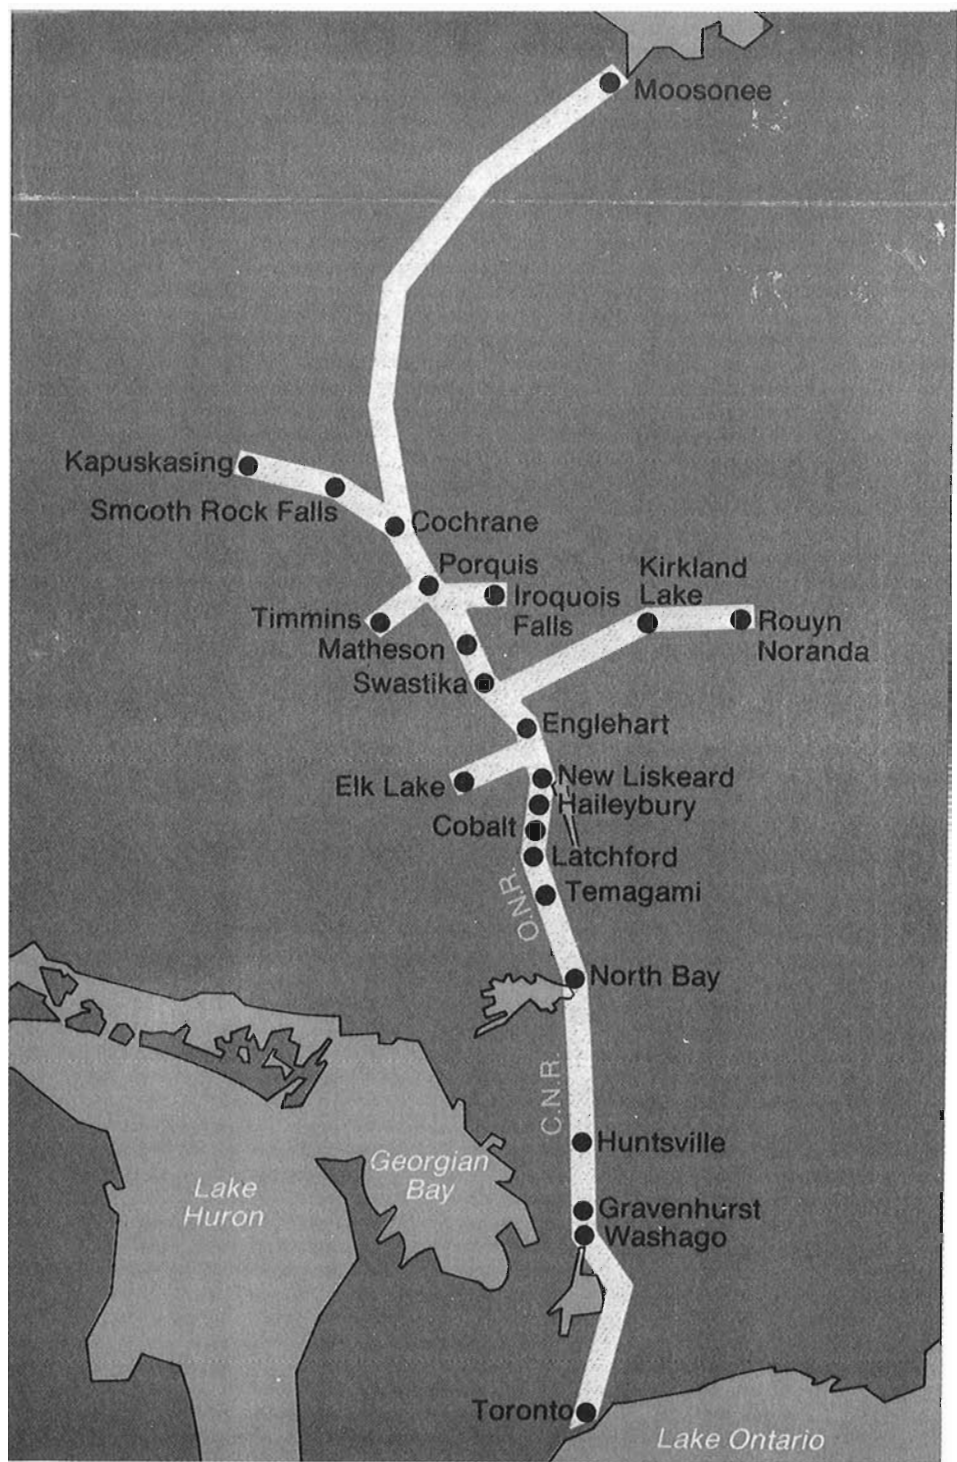 Moosonee
Kapuskasing
Smooth Rock Falls
Cochrane
Porquis
Kirkland
Lake
Iroquois
Falls
Timmins
Rouyn
Noranda
Matheson
Swastika
Englehart
Elk Lake
New Liskeard
Haileybury
Cobalt
Latchford
O.N.R.
Temagami
North Bay
C.N.R.
Huntsville
Georgian
Bay
Lake
Huron
Gravenhurst
Washago
Toronto
Lake Ontario